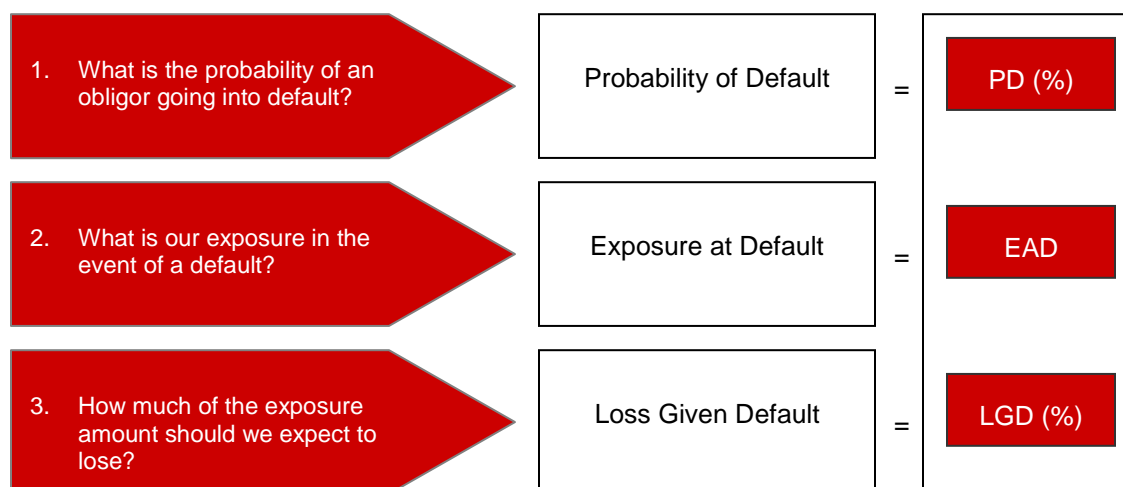 1. What is the probability of an
obligor going into default?
Probability of Default
=
PD (%)
2. What is our exposure in the
event of a default?
Exposure at Default
=
EAD
3. How much of the exposure
amount should we expect to
lose?
Loss Given Default
=
LGD (%)